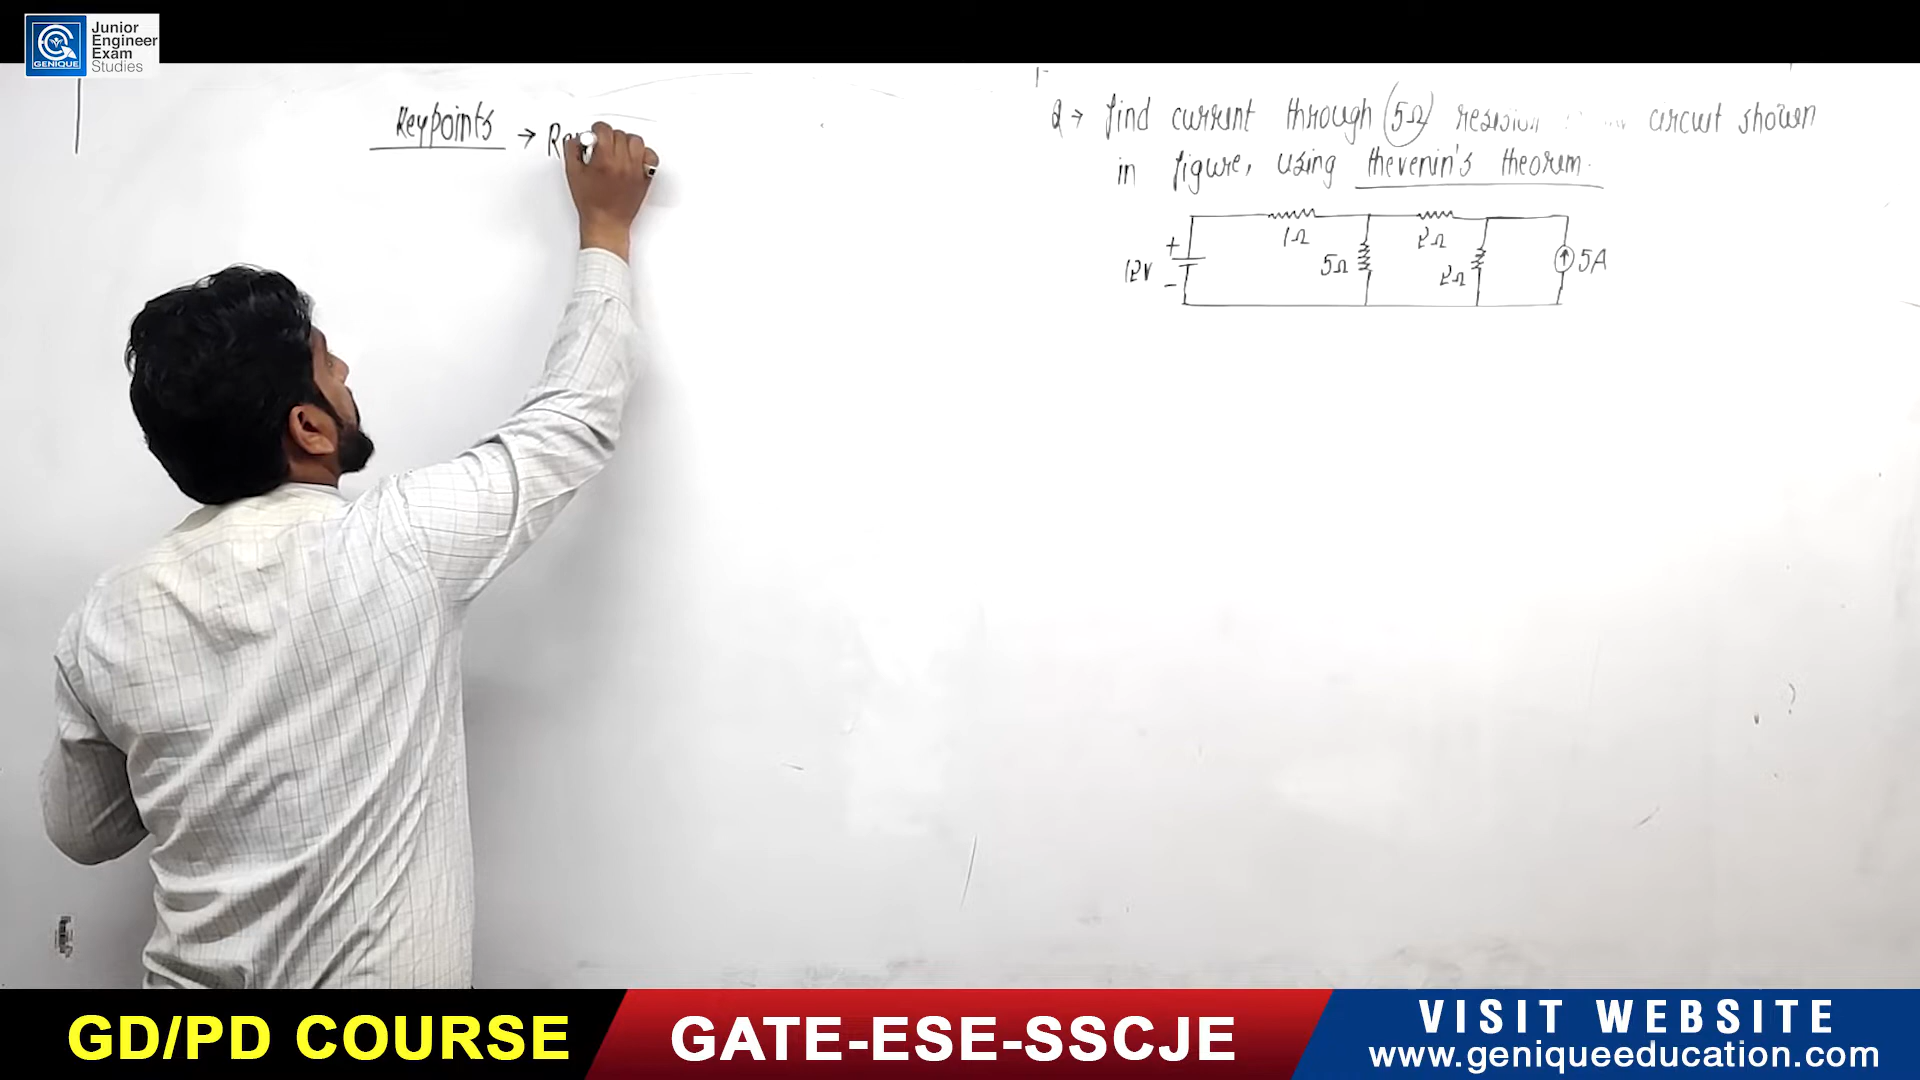 Junior
Engineer
Exam
Studies
GENIQUE
Keypoints →
Q → find current through (5Ω) circuit shown
in figure, using thevenin's theorem.
1Ω
2Ω
+
12V
-
5Ω
2Ω
5A
GD/PD COURSE
GATE-ESE-SSCJE
VISIT WEBSITE
www.geniqueeducation.com